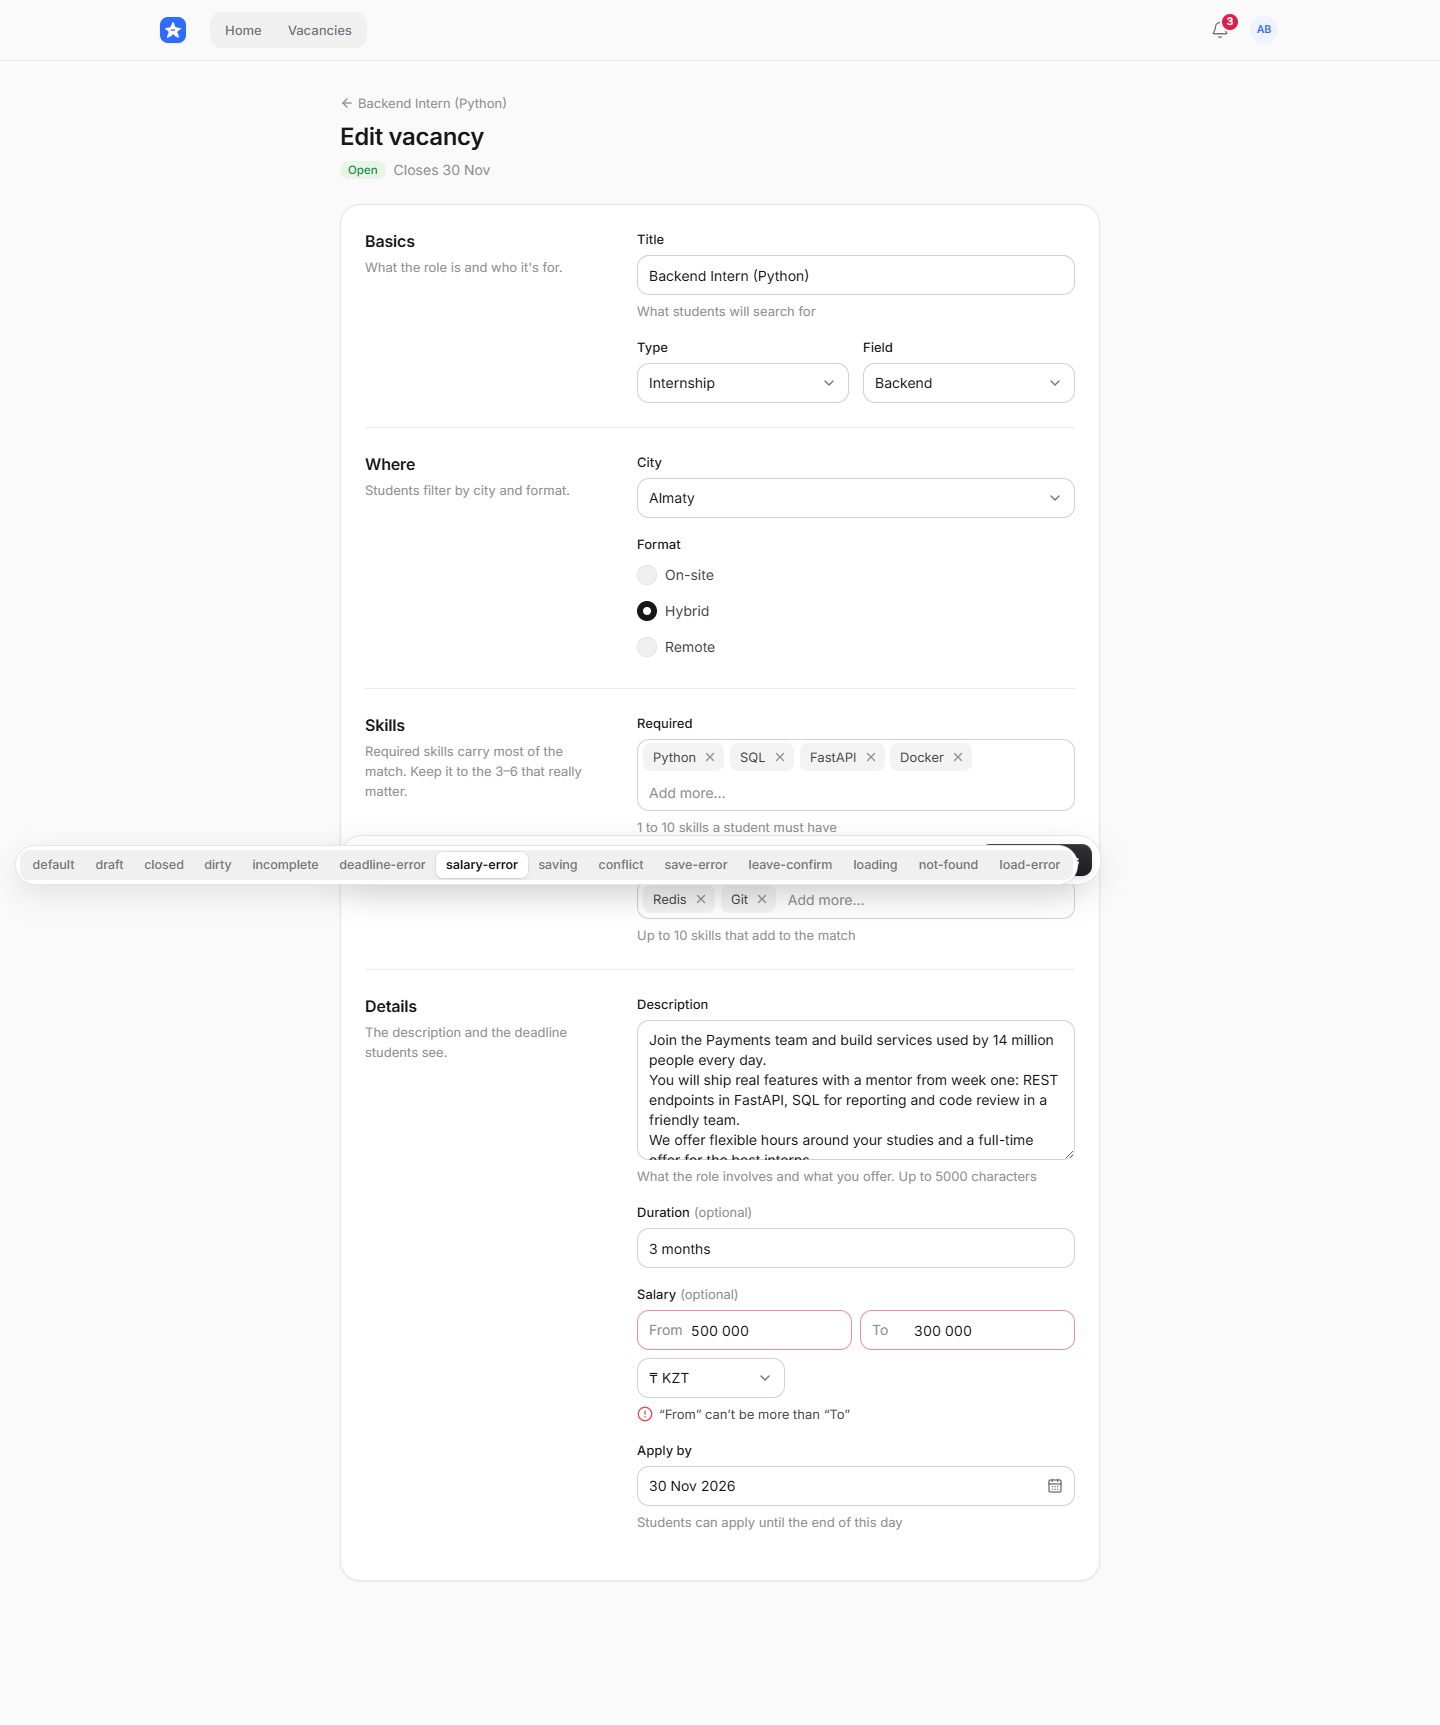 Home
Vacancies
3
AB
Backend Intern (Python)
Edit vacancy
Open
Closes 30 Nov
Basics
What the role is and who it's for.
Title
Backend Intern (Python)
What students will search for
Type
Field
Internship
Backend
Where
Students filter by city and format.
City
Almaty
Format
On-site
Hybrid
Remote
Skills
Required skills carry most of the
match. Keep it to the 3–6 that really
matter.
Required
Python
SQL
FastAPI
Docker
Add more...
1 to 10 skills a student must have
default
draft
closed
dirty
incomplete
deadline-error
salary-error
saving
conflict
save-error
leave-confirm
loading
not-found
load-error
Redis
Git
Add more...
Up to 10 skills that add to the match
Details
The description and the deadline
students see.
Description
Join the Payments team and build services used by 14 million
people every day.
You will ship real features with a mentor from week one: REST
endpoints in FastAPI, SQL for reporting and code review in a
friendly team.
We offer flexible hours around your studies and a full-time
offer for the best interns
What the role involves and what you offer. Up to 5000 characters
Duration (optional)
3 months
Salary (optional)
From 500 000
To 300 000
₸ KZT
“From” can’t be more than “To”
Apply by
30 Nov 2026
Students can apply until the end of this day